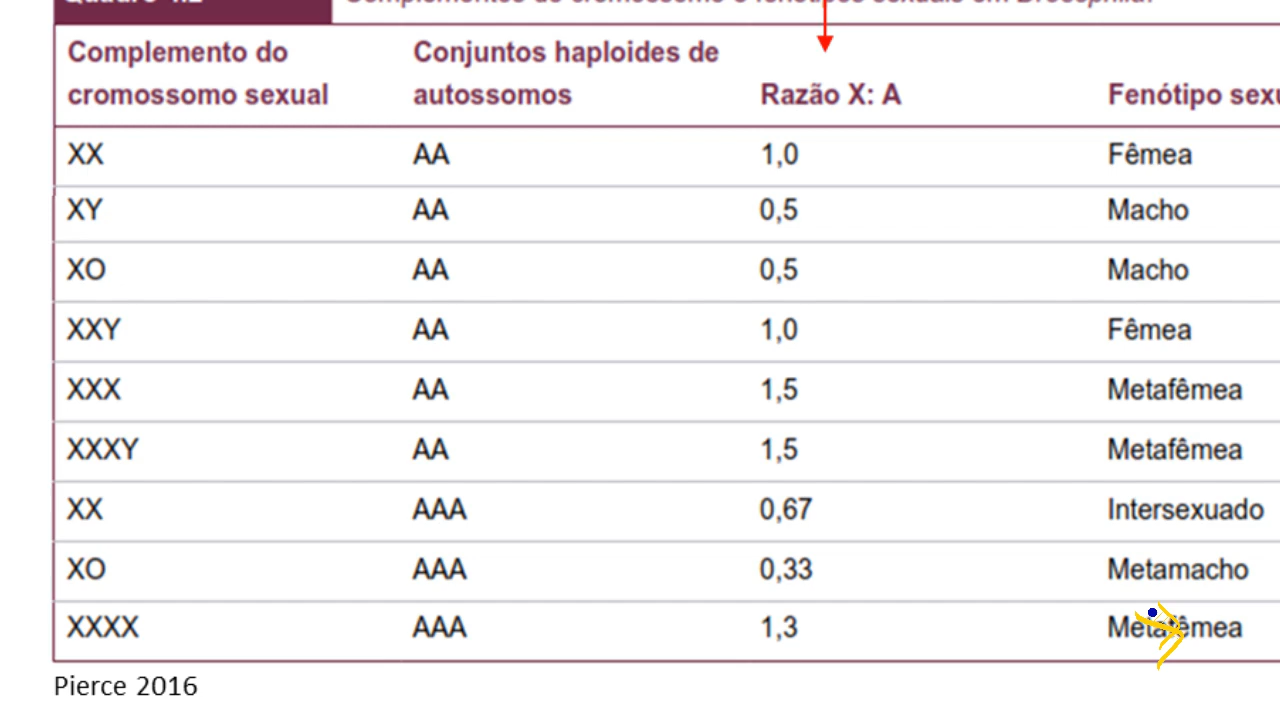 Complemento do cromossomo sexual	Conjuntos haploides de autossomos	Razão X: A	Fenótipo
XX	AA	1,0	Fêmea
XY	AA	0,5	Macho
XO	AA	0,5	Macho
XXY	AA	1,0	Fêmea
XXX	AA	1,5	Metafêmea
XXXY	AA	1,5	Metafêmea
XX	AAA	0,67	Intersexuado
XO	AAA	0,33	Metamacho
XXXX	AAA	1,3	Metafêmea
Pierce 2016